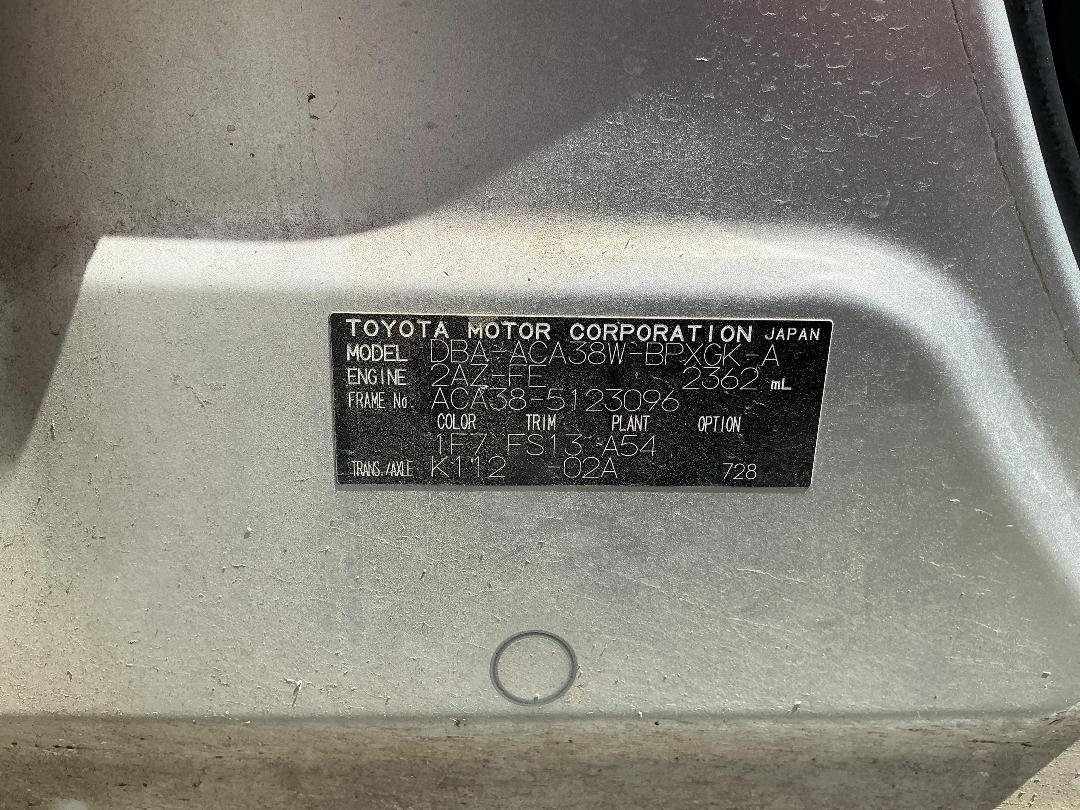 TOYOTA MOTOR CORPORATION JAPAN
MODEL DBA-ACA38W-BPXGK-A
ENGINE 2AZ-FE 2362 mL
FRAME No ACA38-5123096
COLOR TRIM PLANT OPTION
1F7 FS13 A54
TRANS./AXLE K112 -02A 728